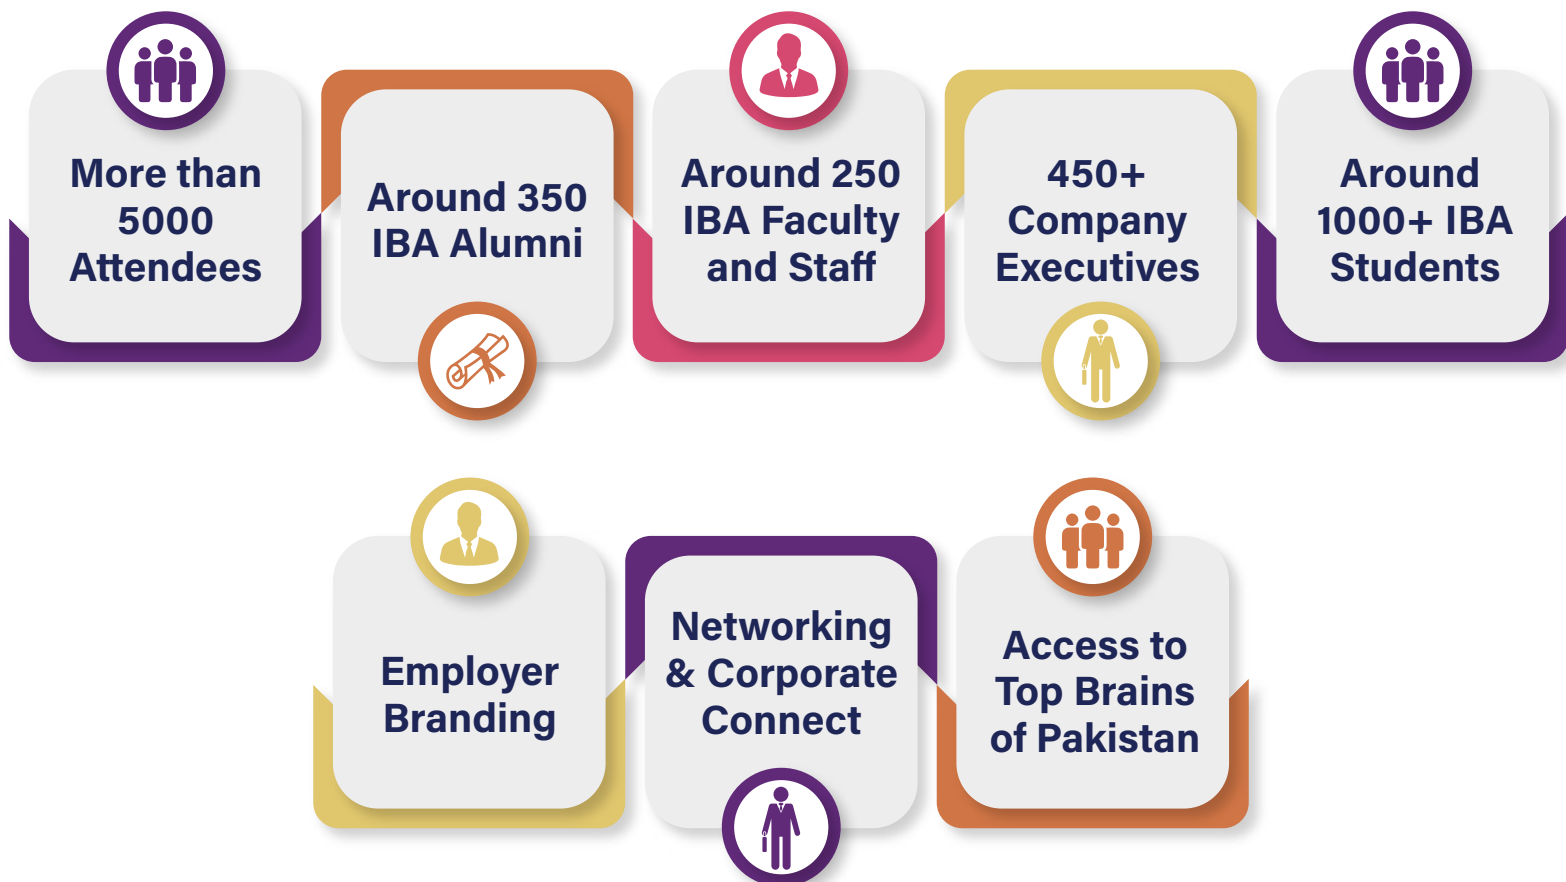 More than
5000
Attendees
Around 350
IBA Alumni
Around 250
IBA Faculty
and Staff
450+
Company
Executives
Around
1000+ IBA
Students
Employer
Branding
Networking
& Corporate
Connect
Access to
Top Brains
of Pakistan